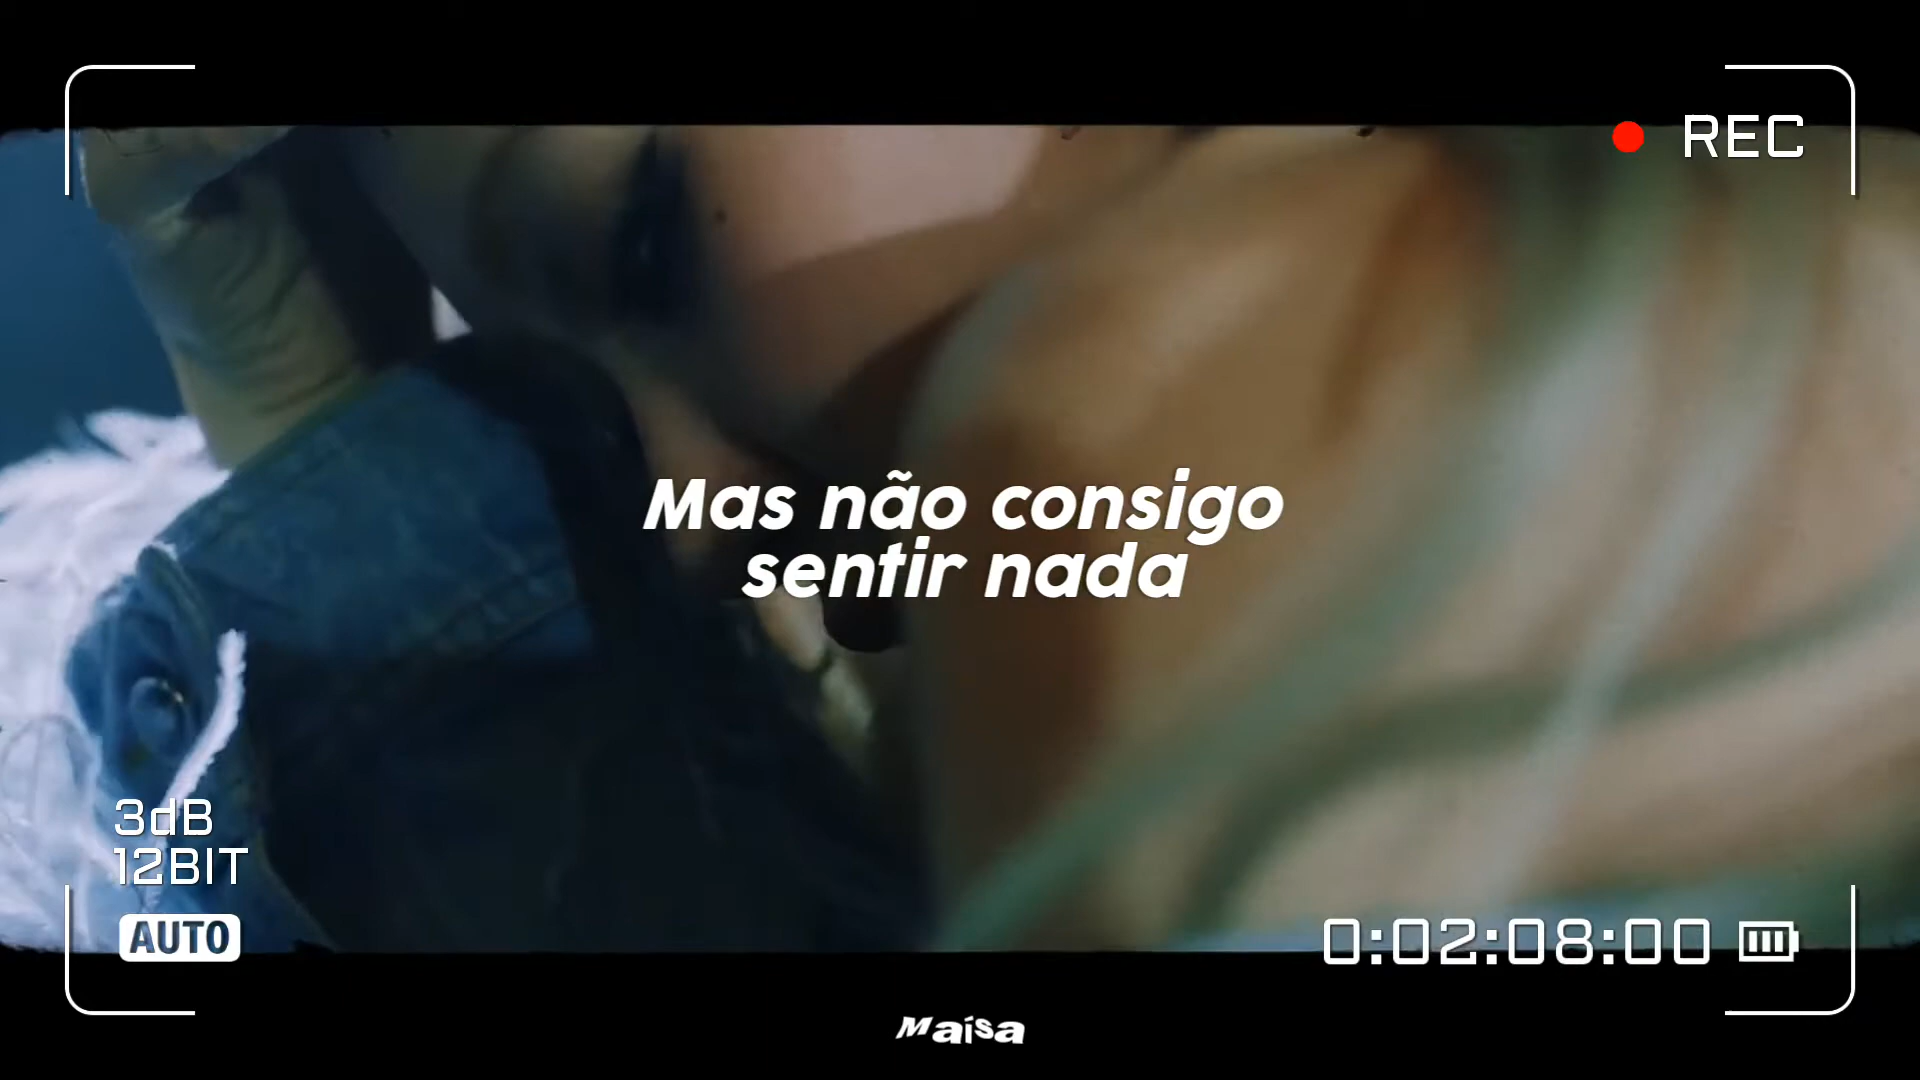 REC
Mas não consigo
sentir nada
3dB
12BIT
AUTO
0:02:08:00
Maísa